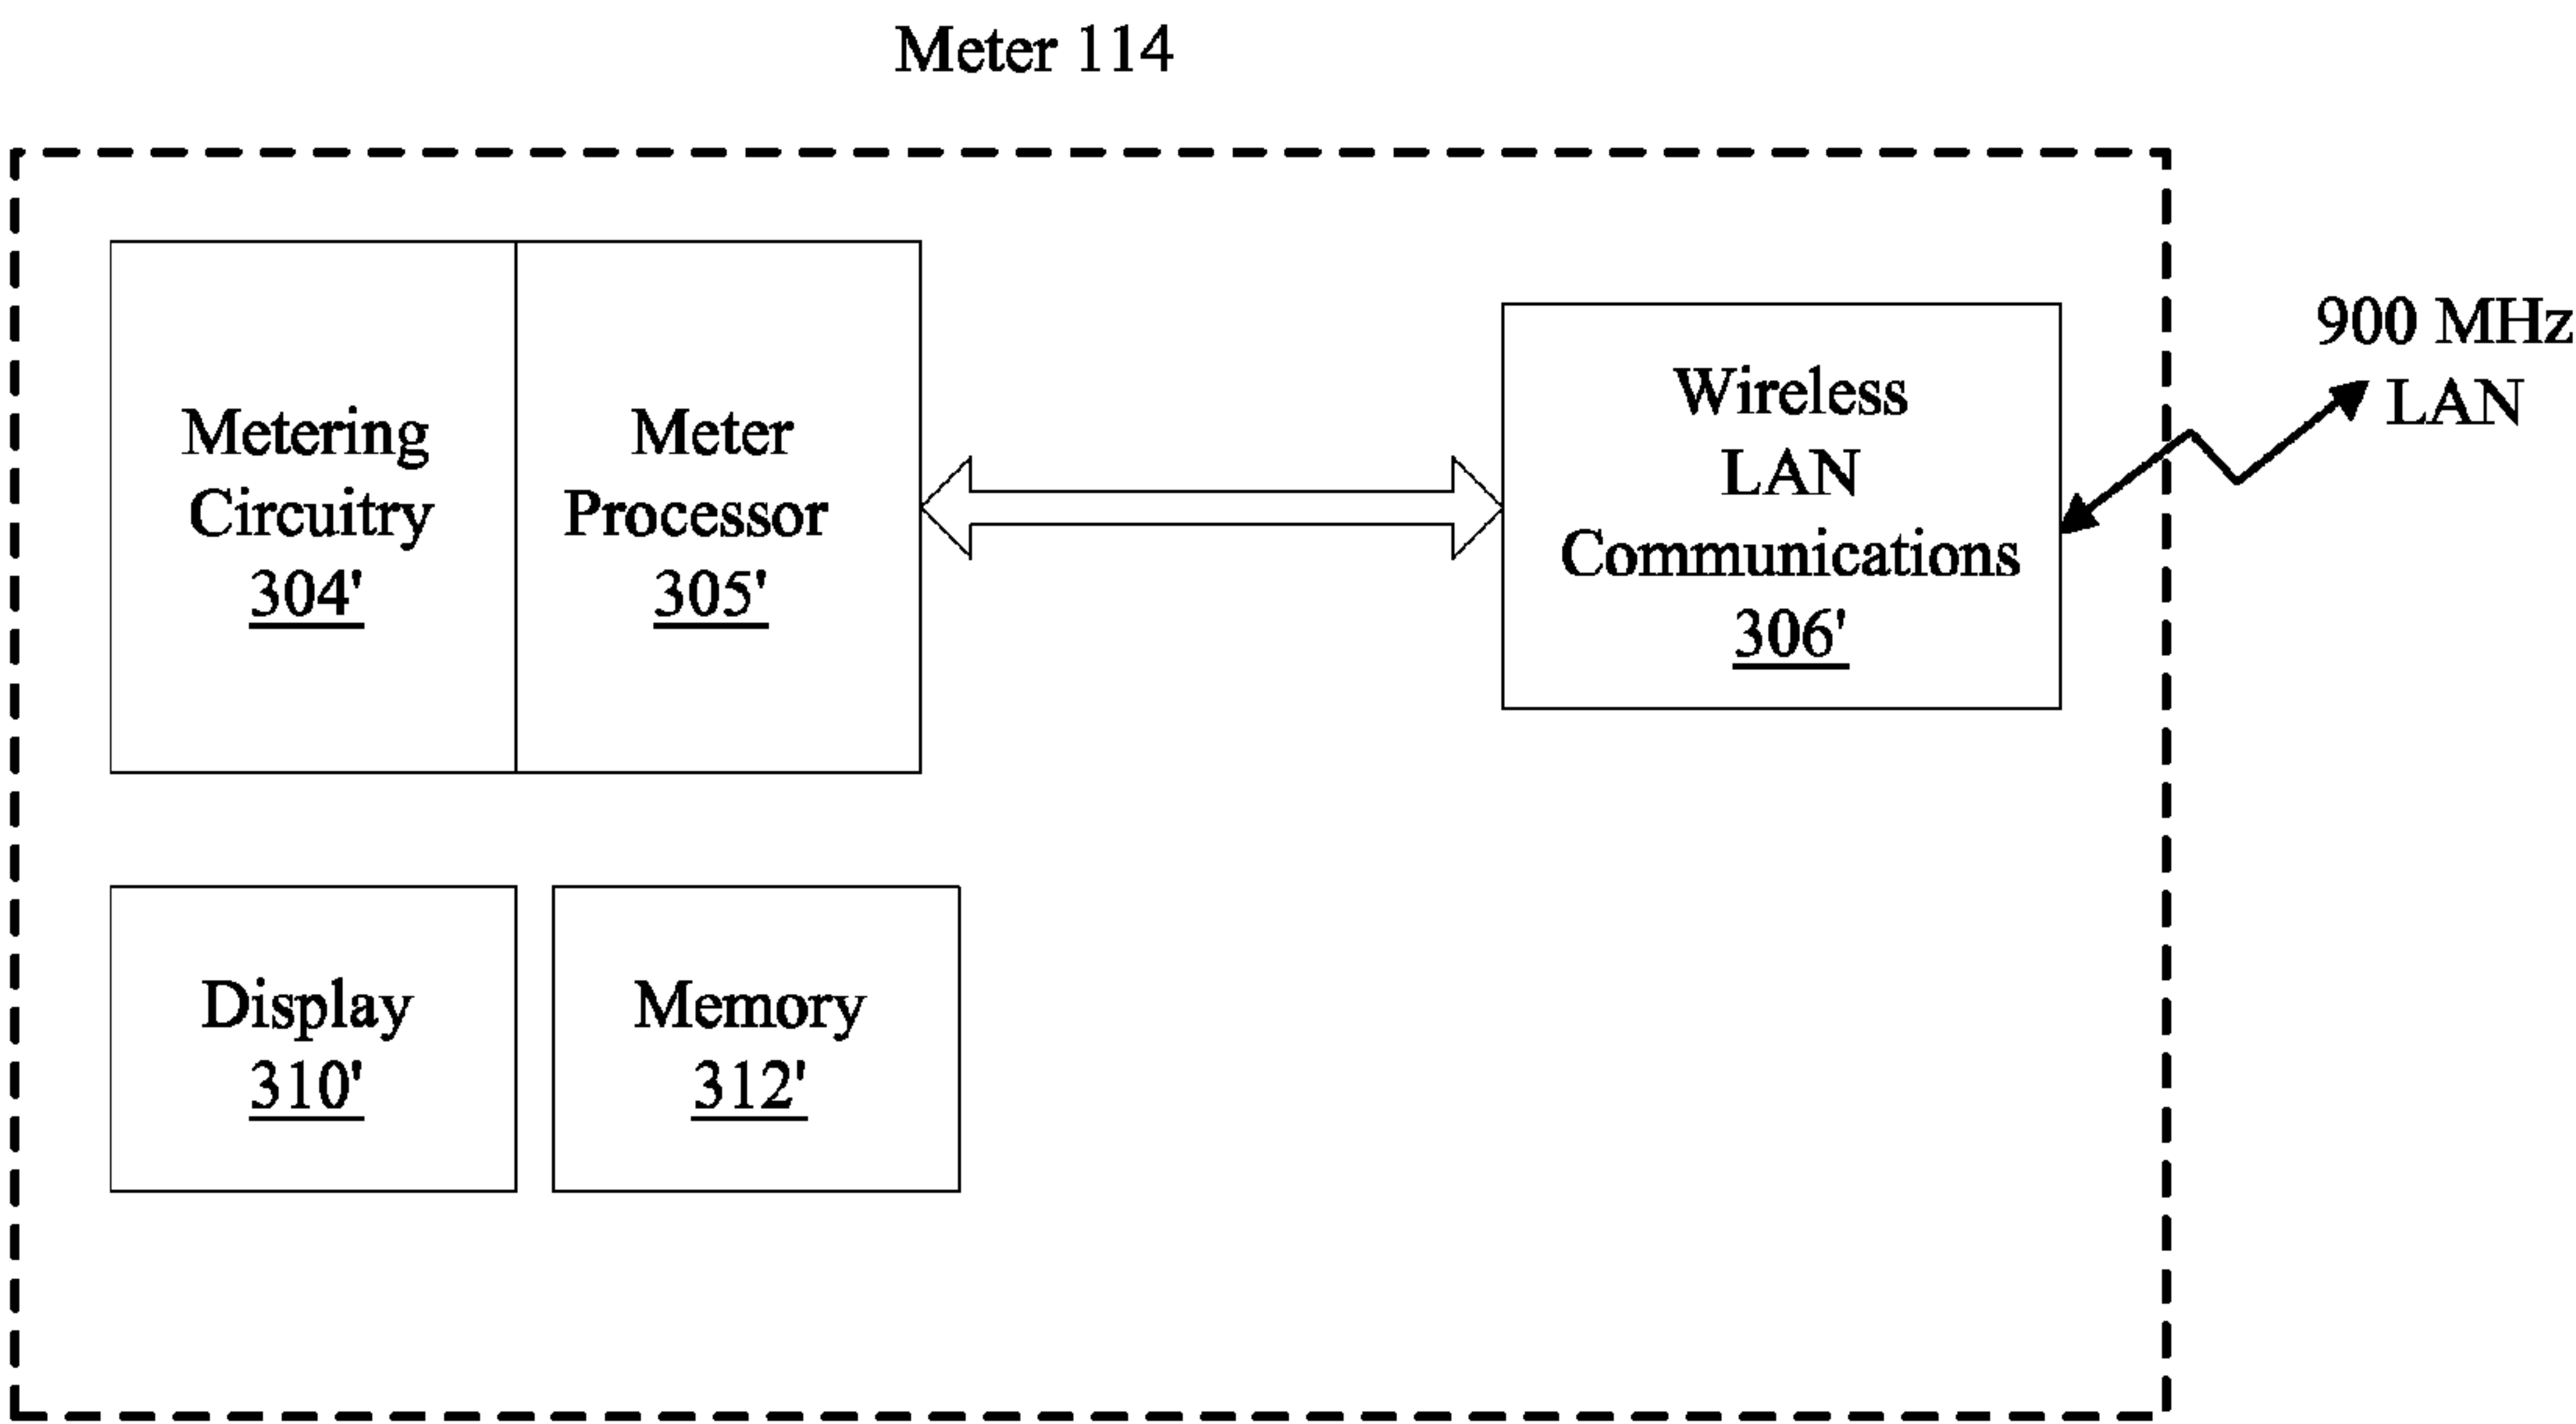 Meter 114
Metering
Circuitry
304'
Meter
Processor
305'
Wireless
LAN
Communications
306'
900 MHz
LAN
Display
310'
Memory
312'